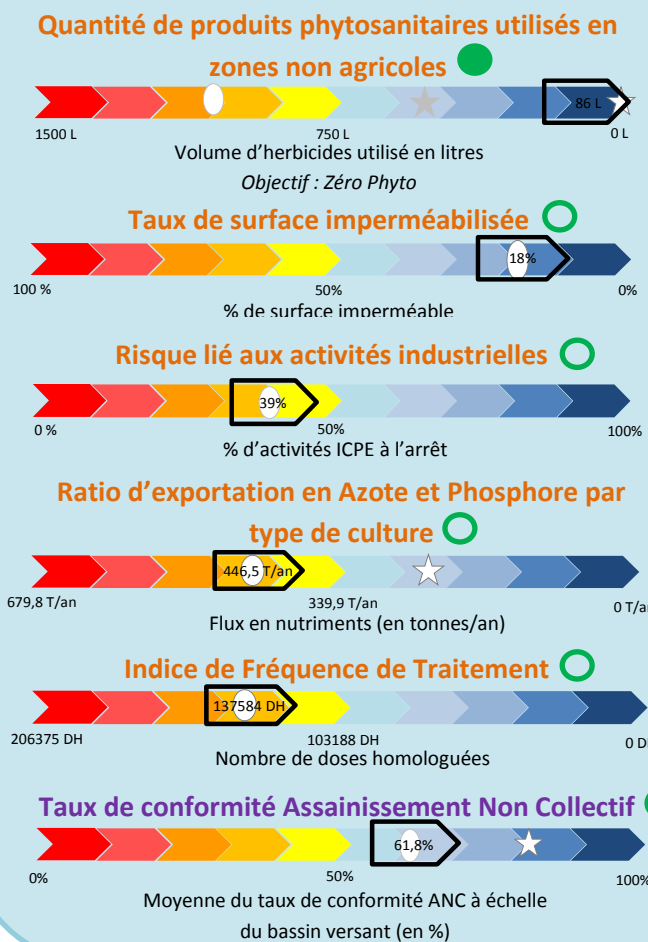 Quantité de produits phytosanitaires utilisés en
zones non agricoles
86 L
1500 L 750 L 0 L
Volume d’herbicides utilisé en litres
Objectif : Zéro Phyto
Taux de surface imperméabilisée
18%
100 % 50% 0%
% de surface imperméable
Risque lié aux activités industrielles
39%
0 % 50% 100%
% d’activités ICPE à l’arrêt
Ratio d’exportation en Azote et Phosphore par
type de culture
446,5 T/an
679,8 T/an 339,9 T/an 0 T/an
Flux en nutriments (en tonnes/an)
Indice de Fréquence de Traitement
137584 DH
206375 DH 103188 DH 0 D
Nombre de doses homologuées
Taux de conformité Assainissement Non Collectif
61,8%
0% 50% 100%
Moyenne du taux de conformité ANC à échelle
du bassin versant (en %)